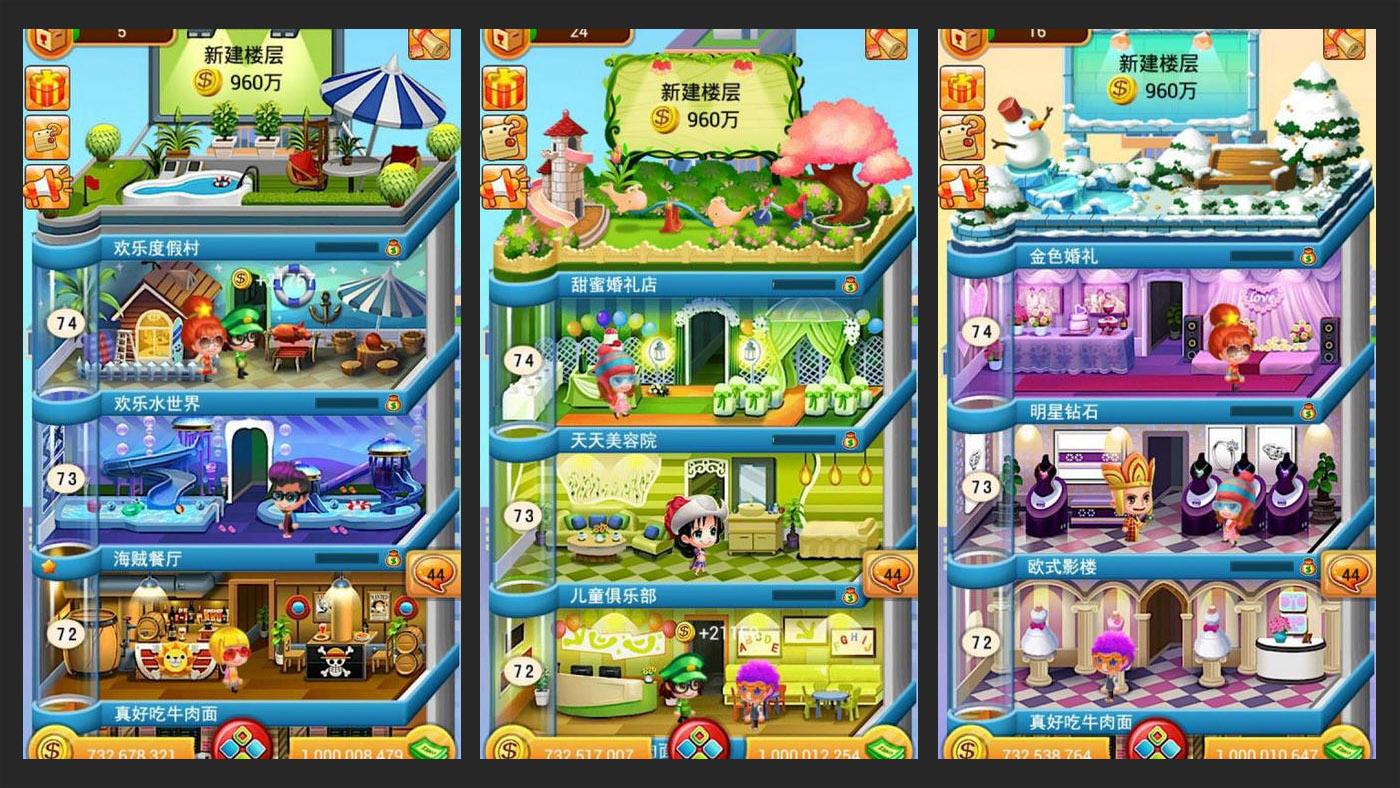 5
新建楼层
960万
欢乐度假村
+21757
74
欢乐水世界
73
海贼餐厅
44
72
真好吃牛肉面
732,678,321
1,000,008,479
24
新建楼层
960万
甜蜜婚礼店
74
天天美容院
73
44
儿童俱乐部
72
732,517,007
1,000,012,254
16
新建楼层
960万
金色婚礼
74
love
明星钻石
73
欧式影楼
44
72
真好吃牛肉面
732,538,764
1,000,010,647